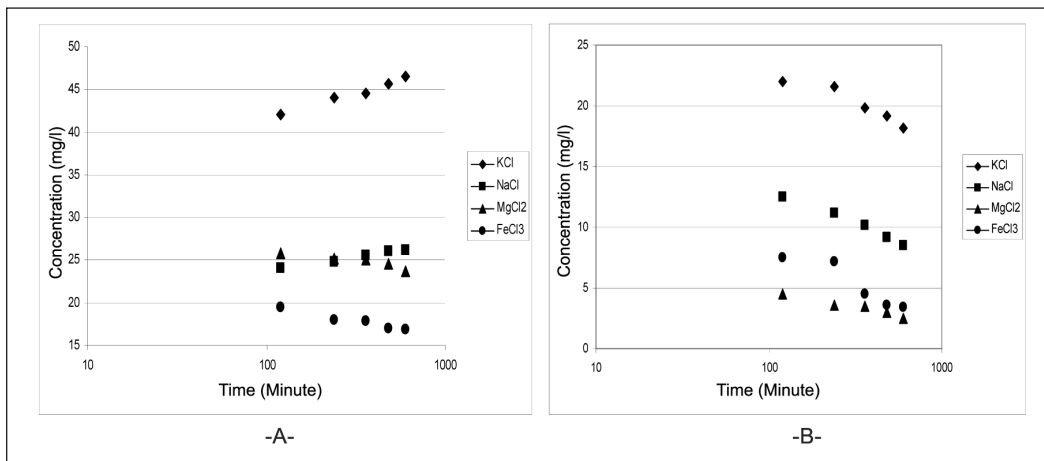 50
45
40
35
30
25
20
15
10
100
1000
Concentration (mg/l)
Time (Minute)
KCl
NaCl
MgCl2
FeCl3
-A-
25
20
15
10
5
0
10
100
1000
Concentration (mg/l)
Time (Minute)
KCl
NaCl
MgCl2
FeCl3
-B-